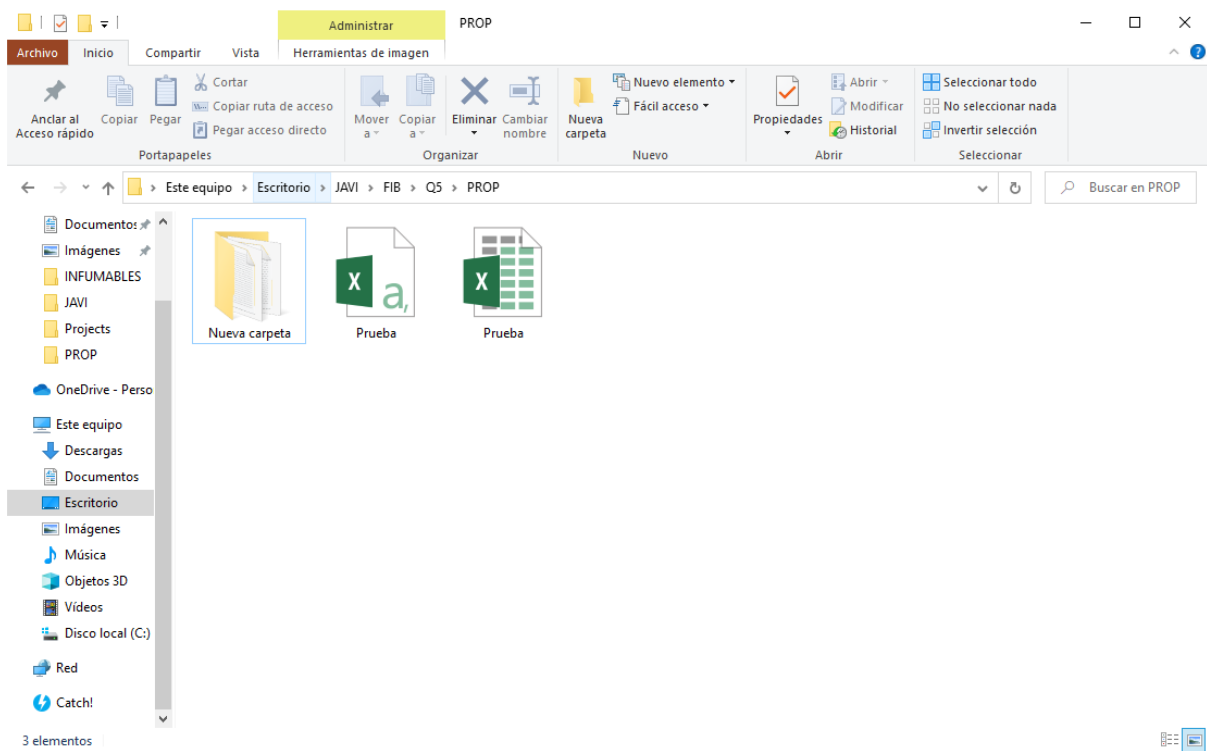 Administrar PROP
Archivo Inicio Compartir Vista Herramientas de imagen
Anclar al Acceso rápido
Copiar
Pegar
Cortar
Copiar ruta de acceso
Pegar acceso directo
Portapapeles
Mover a
Copiar a
Eliminar
Cambiar nombre
Organizar
Nueva carpeta
Nuevo elemento
Fácil acceso
Nuevo
Propiedades
Abrir
Modificar
Historial
Abrir
Seleccionar todo
No seleccionar nada
Invertir selección
Seleccionar
Este equipo > Escritorio > JAVI > FIB > Q5 > PROP
Buscar en PROP
Documentos
Imágenes
INFUMABLES
JAVI
Projects
PROP
OneDrive - Perso
Este equipo
Descargas
Documentos
Escritorio
Imágenes
Música
Objetos 3D
Vídeos
Disco local (C:)
Red
Catch!
Nueva carpeta
X a,
Prueba
X
Prueba
3 elementos